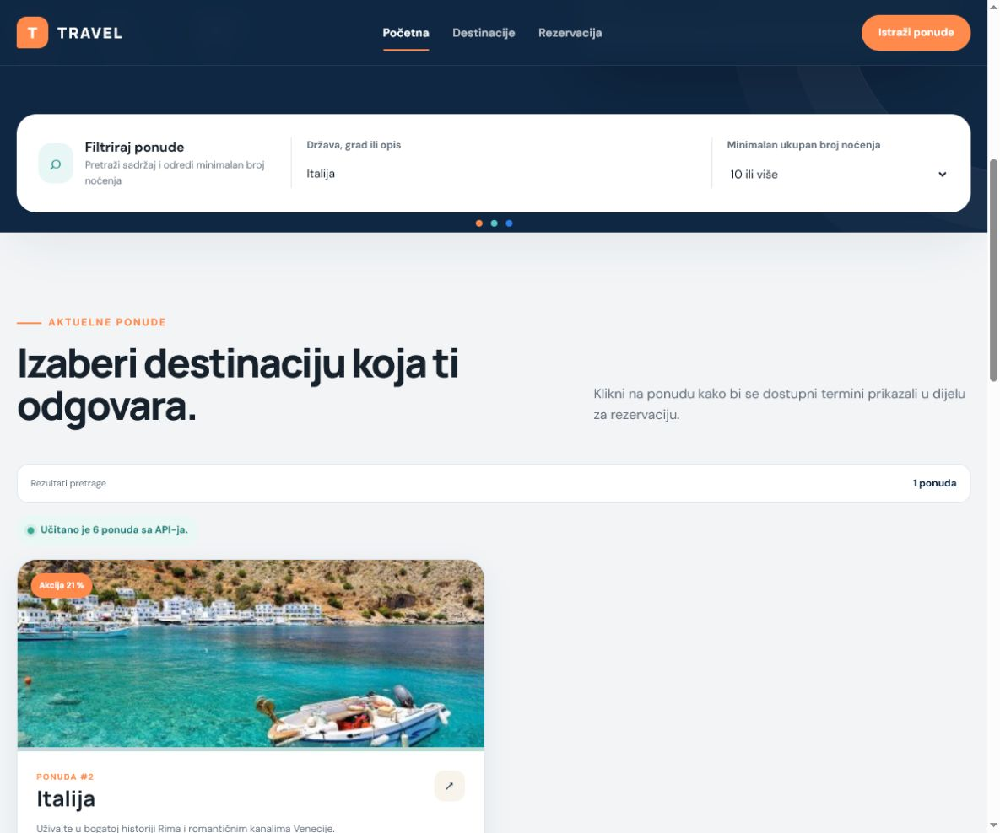 T TRAVEL
Početna Destinacije Rezervacija
Istraži ponude
Filtriraj ponude
Pretraži sadržaj i odredi minimalan broj
noćenja
Država, grad ili opis
Italija
Minimalan ukupan broj noćenja
10 ili više
AKTUELNE PONUDE
Izaberi destinaciju koja ti
odgovara.
Klikni na ponudu kako bi se dostupni termini prikazali u dijelu
za rezervaciju.
Rezultati pretrage
1 ponuda
Učitano je 6 ponuda sa API-ja.
Akcija 21 %
PONUDA #2
Italija
Uživajte u bogatoj historiji Rima i romantičnim kanalima Venecije.